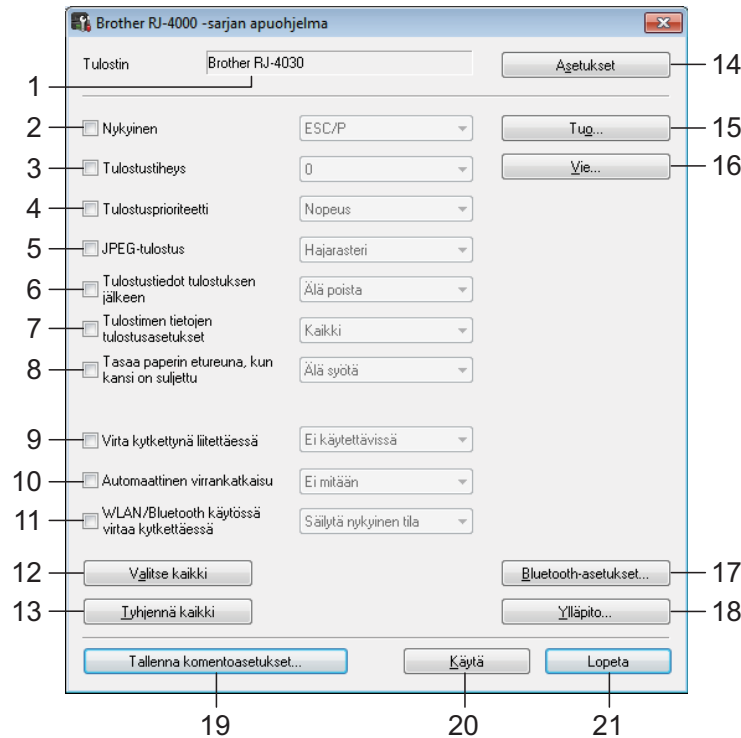 Brother RJ-4000 -sarjan apuohjelma
Tulostin Brother RJ-4030 Asetukset 14
1
2 Nykyinen ESC/P Tuo... 15
3 Tulostustiheys 0 Vie... 16
4 Tulostusprioriteetti Nopeus
5 JPEG-tulostus Hajarasteri
6 Tulostustiedot tulostuksen jälkeen Älä poista
7 Tulostimen tietojen tulostusasetukset Kaikki
8 Tasaa paperin etureuna, kun kansi on suljettu Älä syötä
9 Virta kytkettynä liitettäessä Ei käytettävissä
10 Automaattinen virrankatkaisu Ei mitään
11 WLAN/Bluetooth käytössä virtaa kytkettäessä Säilytä nykyinen tila
12 Valitse kaikki Bluetooth-asetukset... 17
13 Tyhjennä kaikki Ylläpito... 18
Tallenna komentoasetukset... Käytä Lopeta
19 20 21